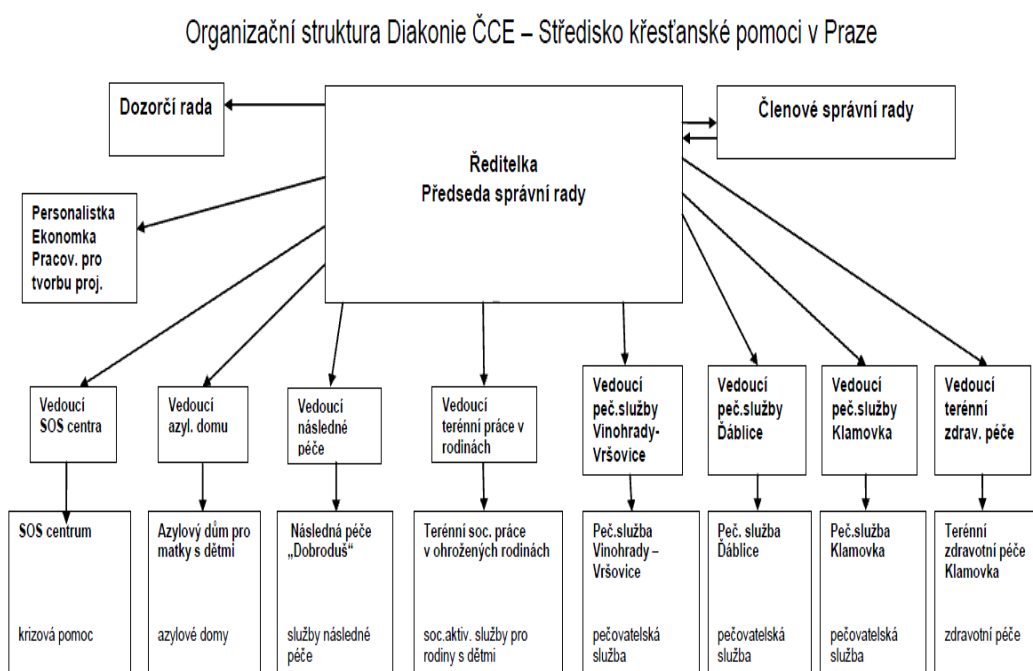 Organizační struktura Diakonie ČCE – Středisko křesťanské pomoci v Praze
Dozorčí rada
Ředitelka
Předseda správní rady
Členové správní rady
Personalistka
Ekonomka
Pracov. pro
tvorbu proj.
Vedoucí
SOS centra
Vedoucí
azyl. domu
Vedoucí
následné
péče
Vedoucí
terénní práce v
rodinách
Vedoucí
peč.služby
Vinohrady-
Vršovice
Vedoucí
peč.služby
Ďáblice
Vedoucí
peč.služby
Klamovka
Vedoucí
terénní
zdrav. péče
SOS centrum
krizová pomoc
Azylový dům pro
matky s dětmi
azylové domy
Následná péče
„Dobroduš“
služby následné
péče
Terénní soc. práce
v ohrožených rodinách
soc.aktiv. služby pro
rodiny s dětmi
Peč.služba
Vinohrady –
Vršovice
pečovatelská
služba
Peč. služba
Ďáblice
pečovatelská
služba
Peč.služba
Klamovka
pečovatelská
služba
Terénní
zdravotní péče
Klamovka
zdravotní péče